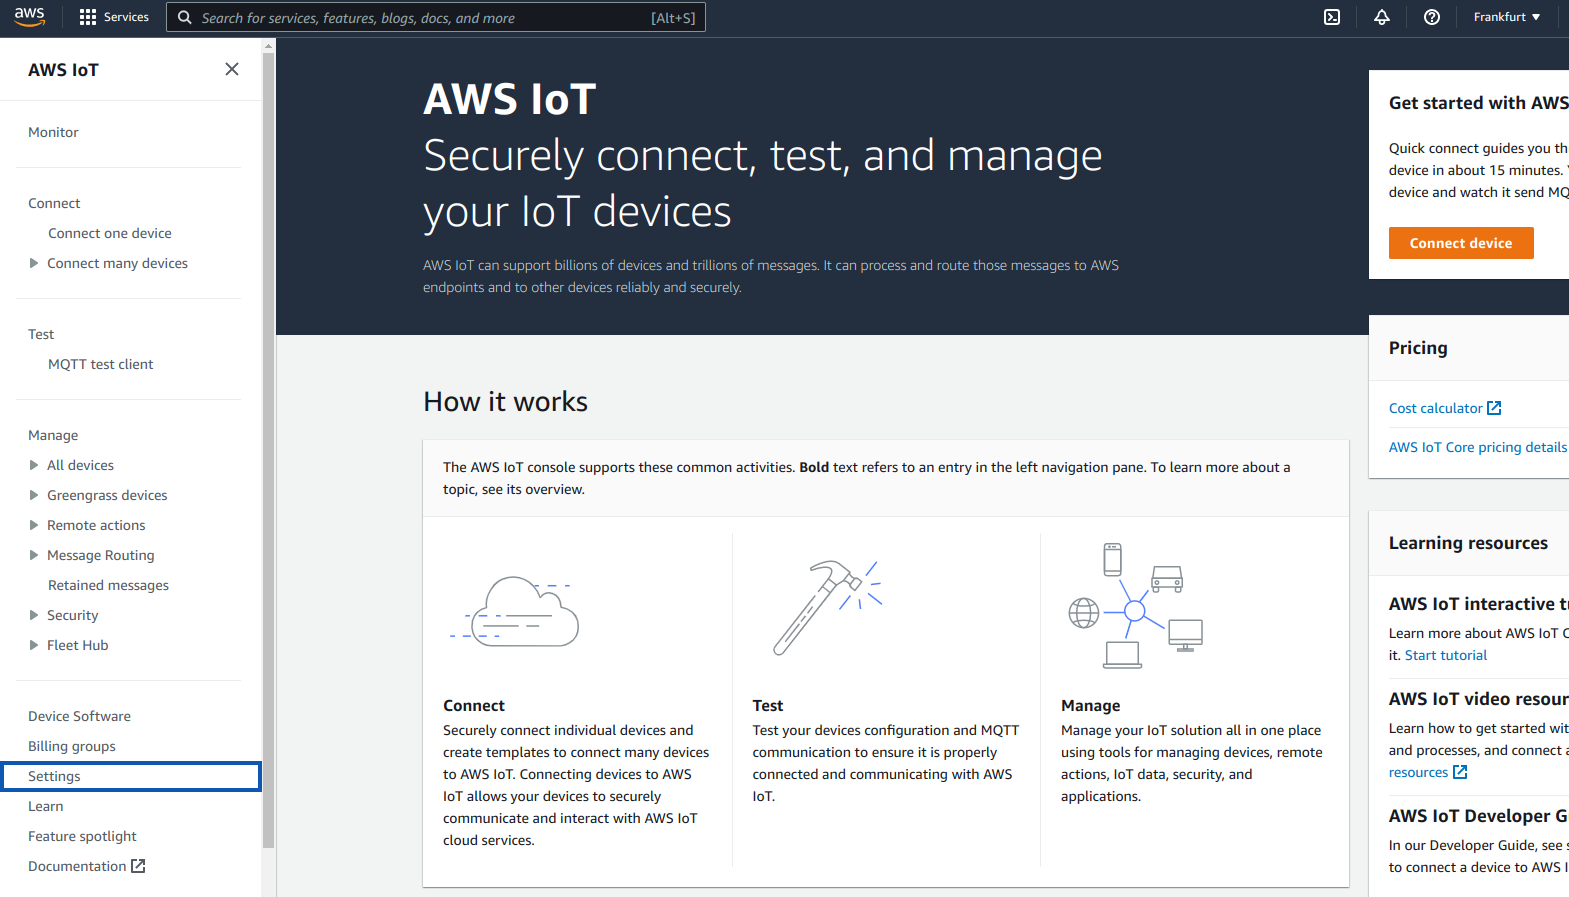 aws
Services
Search for services, features, blogs, docs, and more
[Alt+S]
Frankfurt
AWS IoT
Monitor
Connect
Connect one device
Connect many devices
Test
MQTT test client
Manage
All devices
Greengrass devices
Remote actions
Message Routing
Retained messages
Security
Fleet Hub
Device Software
Billing groups
Settings
Learn
Feature spotlight
Documentation
AWS IoT
Securely connect, test, and manage
your IoT devices
AWS IoT can support billions of devices and trillions of messages. It can process and route those messages to AWS
endpoints and to other devices reliably and securely.
How it works
The AWS IoT console supports these common activities. Bold text refers to an entry in the left navigation pane. To learn more about a
topic, see its overview.
Connect
Securely connect individual devices and
create templates to connect many devices
to AWS IoT. Connecting devices to AWS
IoT allows your devices to securely
communicate and interact with AWS IoT
cloud services.
Test
Test your devices configuration and MQTT
communication to ensure it is properly
connected and communicating with AWS
IoT.
Manage
Manage your IoT solution all in one place
using tools for managing devices, remote
actions, IoT data, security, and
applications.
Get started with AWS
Quick connect guides you th
device in about 15 minutes.
device and watch it send MQ
Connect device
Pricing
Cost calculator
AWS IoT Core pricing details
Learning resources
AWS IoT interactive t
Learn more about AWS IoT C
it. Start tutorial
AWS IoT video resour
Learn how to get started wit
and processes, and connect a
resources
AWS IoT Developer G
In our Developer Guide, see s
to connect a device to AWS I